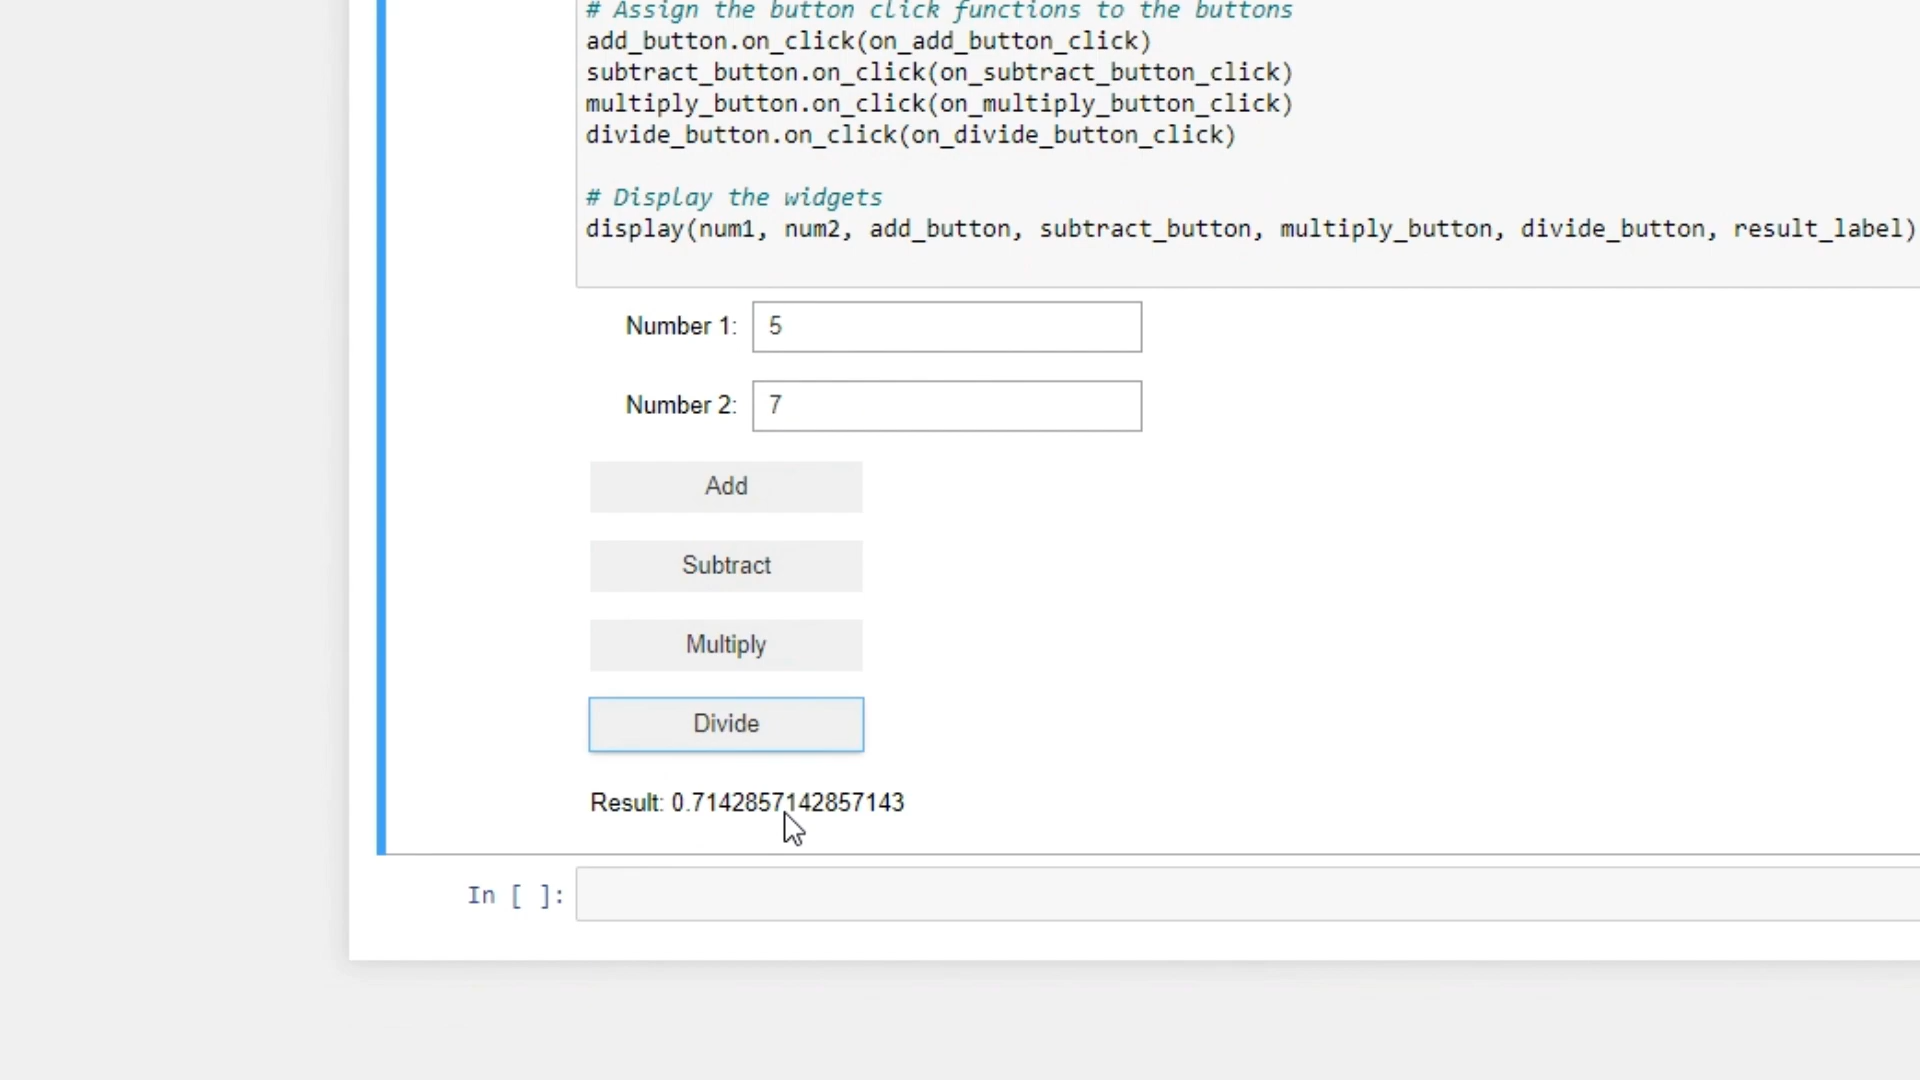 # Assign the button click functions to the buttons
add_button.on_click(on_add_button_click)
subtract_button.on_click(on_subtract_button_click)
multiply_button.on_click(on_multiply_button_click)
divide_button.on_click(on_divide_button_click)
# Display the widgets
display(num1, num2, add_button, subtract_button, multiply_button, divide_button, result_label)
Number 1: 5
Number 2: 7
Add
Subtract
Multiply
Divide
Result: 0.7142857142857143
In [ ]: